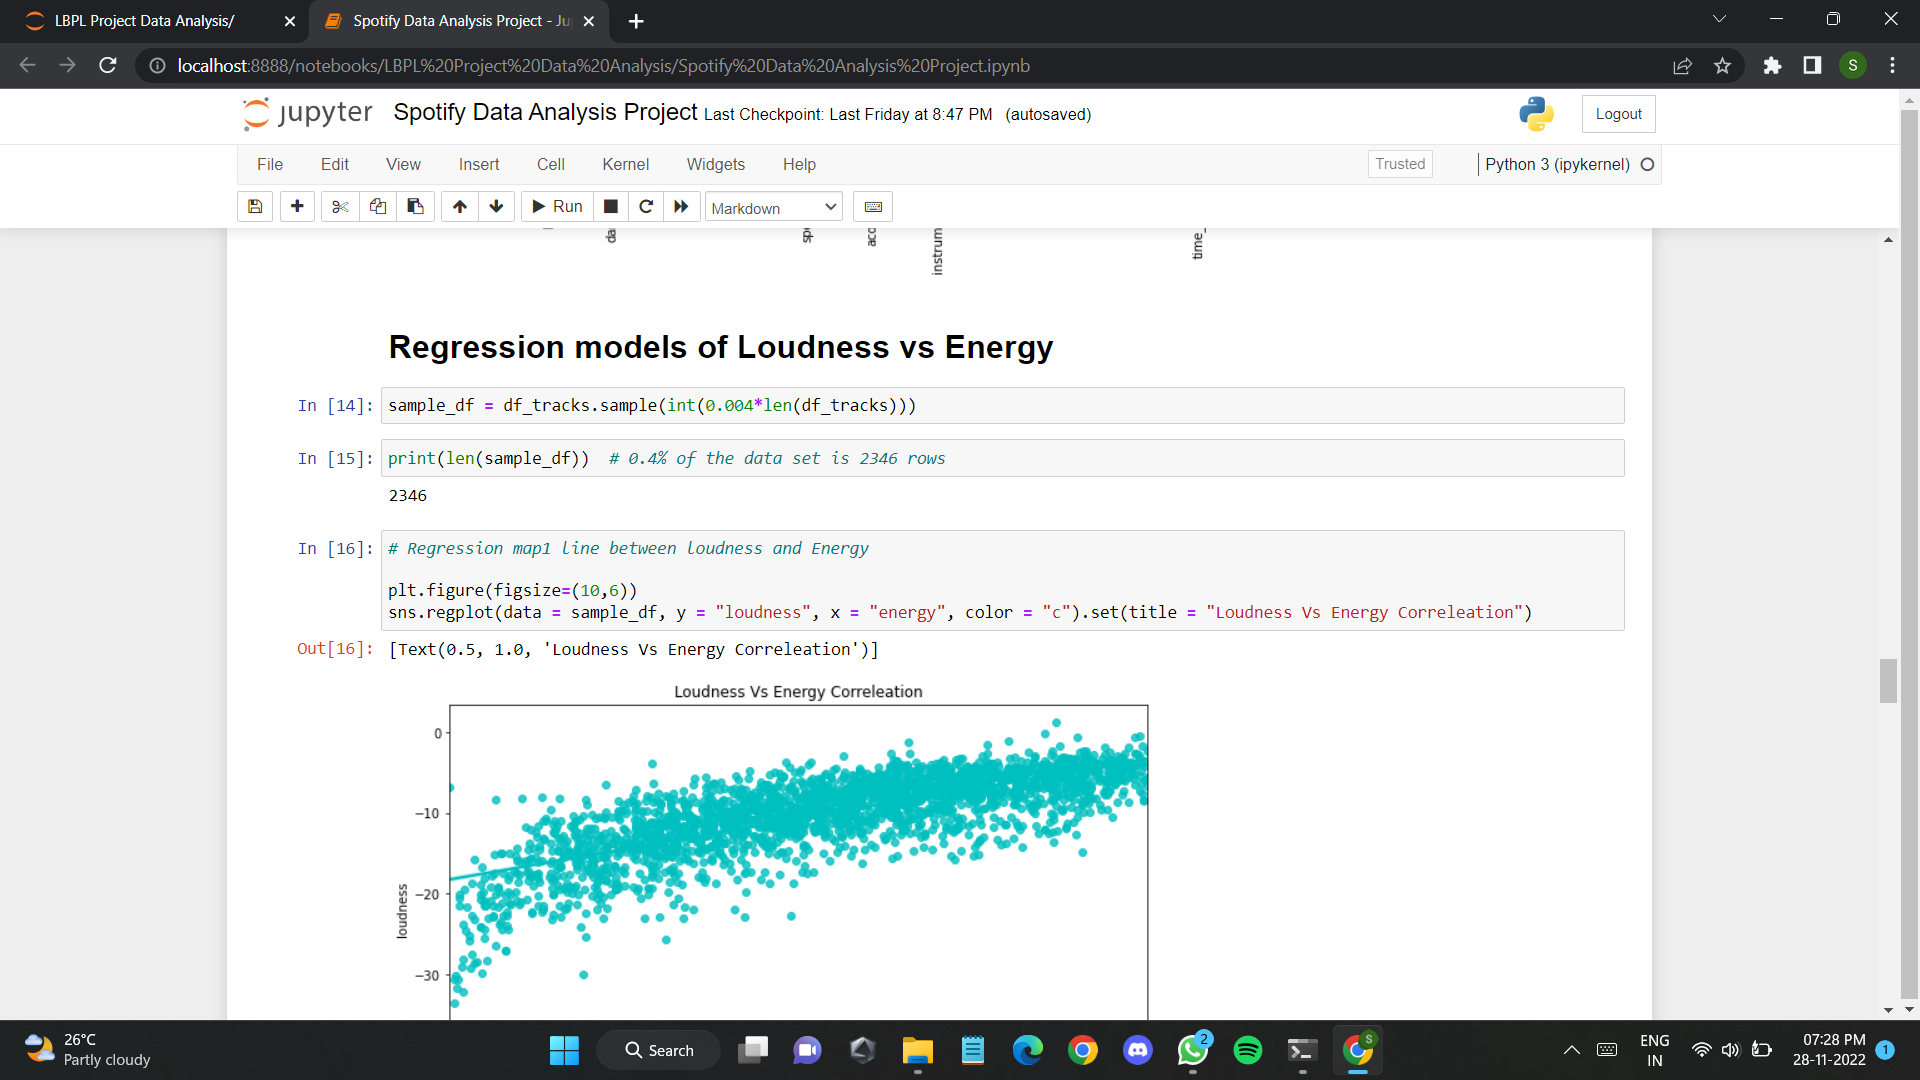 LBPL Project Data Analysis/
Spotify Data Analysis Project - Ju
localhost:8888/notebooks/LBPL%20Project%20Data%20Analysis/Spotify%20Data%20Analysis%20Project.ipynb
S
jupyter Spotify Data Analysis Project Last Checkpoint: Last Friday at 8:47 PM (autosaved)
Logout
File Edit View Insert Cell Kernel Widgets Help
Trusted Python 3 (ipykernel)
Run Markdown
da
spe
acc
instrum
time_
Regression models of Loudness vs Energy
In [14]: sample_df = df_tracks.sample(int(0.004*len(df_tracks)))
In [15]: print(len(sample_df)) # 0.4% of the data set is 2346 rows
2346
In [16]: # Regression map1 line between loudness and Energy
plt.figure(figsize=(10,6))
sns.regplot(data = sample_df, y = "loudness", x = "energy", color = "c").set(title = "Loudness Vs Energy Correleation")
Out[16]: [Text(0.5, 1.0, 'Loudness Vs Energy Correleation')]
Loudness Vs Energy Correleation
0
−10
−20
−30
loudness
26°C
Partly cloudy
Search
2
S
ENG
IN
07:28 PM
28-11-2022
1